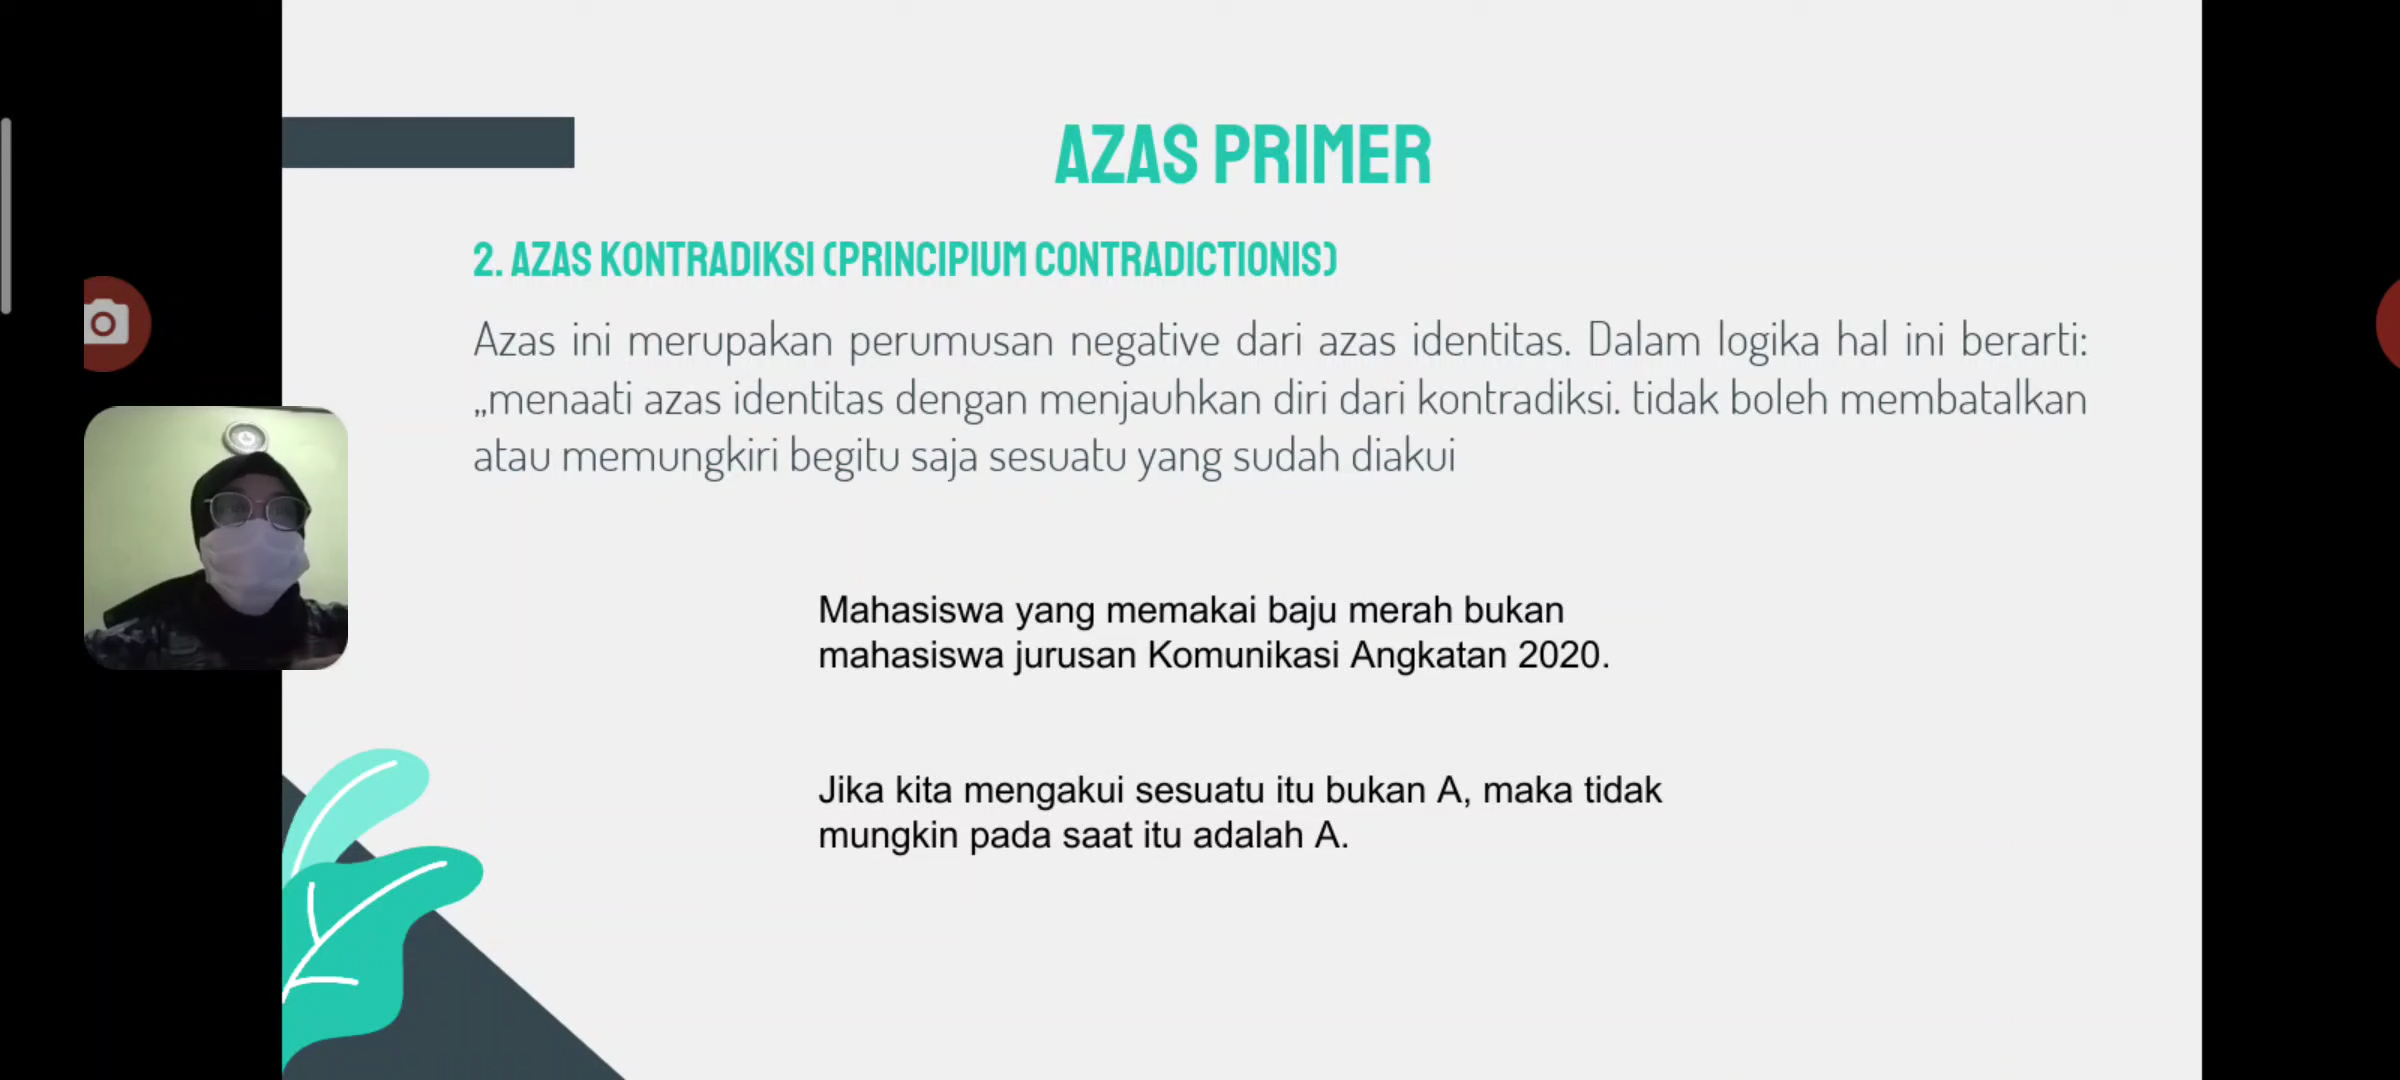 AZAS PRIMER
2. AZAS KONTRADIKSI (PRINCIPIUM CONTRADICTIONIS)
Azas ini merupakan perumusan negative dari azas identitas. Dalam logika hal ini berarti:
„menaati azas identitas dengan menjauhkan diri dari kontradiksi. tidak boleh membatalkan
atau memungkiri begitu saja sesuatu yang sudah diakui
Mahasiswa yang memakai baju merah bukan
mahasiswa jurusan Komunikasi Angkatan 2020.
Jika kita mengakui sesuatu itu bukan A, maka tidak
mungkin pada saat itu adalah A.